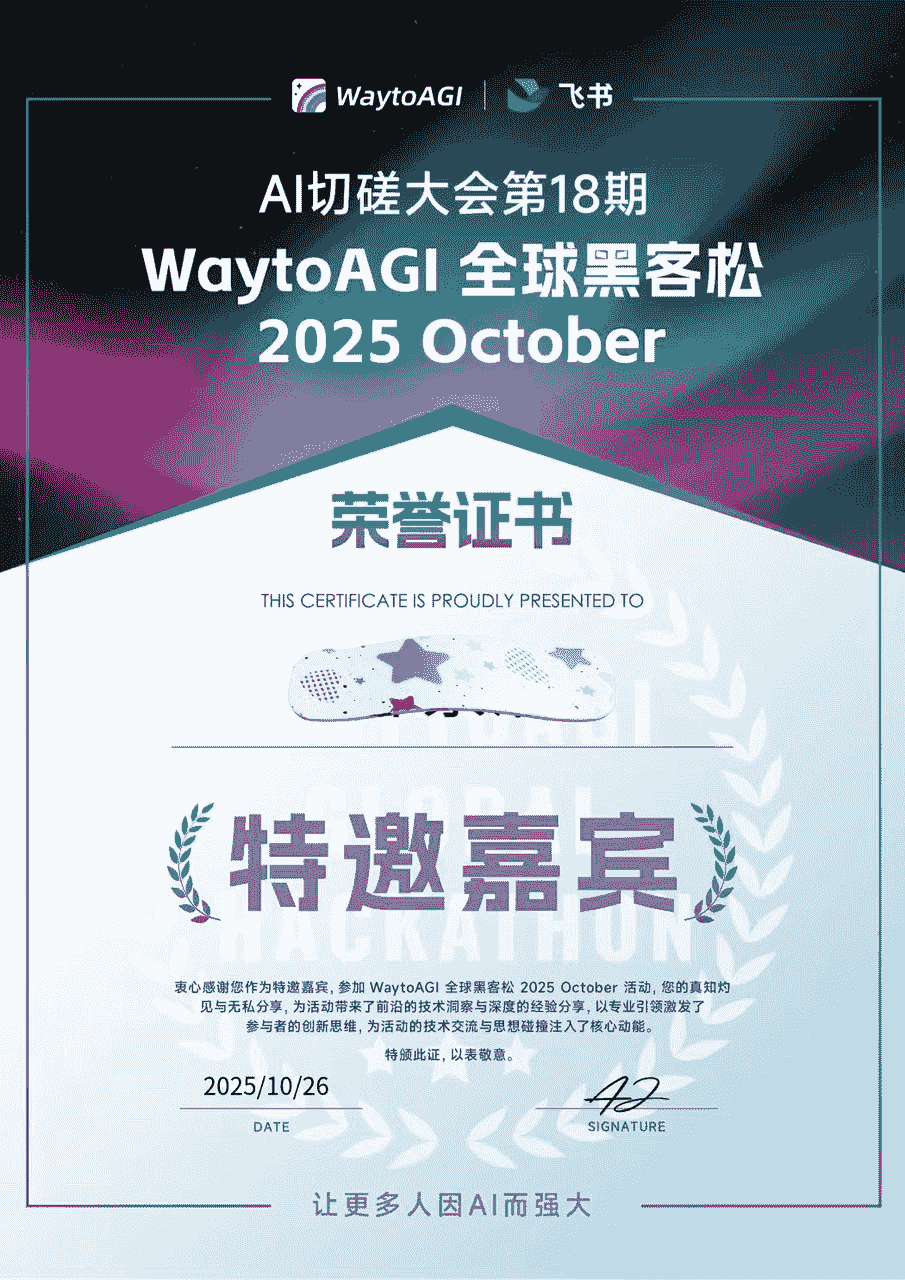 WaytoAGI | 飞书
AI切磋大会第18期
WaytoAGI 全球黑客松
2025 October
荣誉证书
THIS CERTIFICATE IS PROUDLY PRESENTED TO
特邀嘉宾
GLOBAL
HACKATHON
衷心感谢您作为特邀嘉宾，参加 WaytoAGI 全球黑客松 2025 October 活动，您的真知灼
见与无私分享，为活动带来了前沿的技术洞察与深度的经验分享，以专业引领激发了
参与者的创新思维，为活动的技术交流与思想碰撞注入了核心动能。
特颁此证，以表敬意。
2025/10/26
DATE
SIGNATURE
让更多人因AI而强大